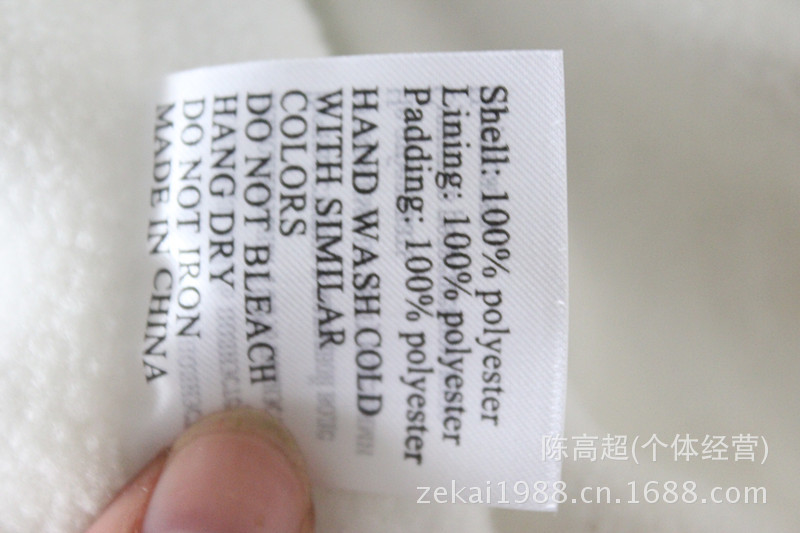 Shell: 100% polyester
Lining: 100% polyester
Padding: 100% polyester
HAND WASH COLD
WITH SIMILAR
COLORS
DO NOT BLEACH
HANG DRY
DO NOT IRON
MADE IN CHINA
陈高超(个体经营)
zekai1988.cn.1688.com